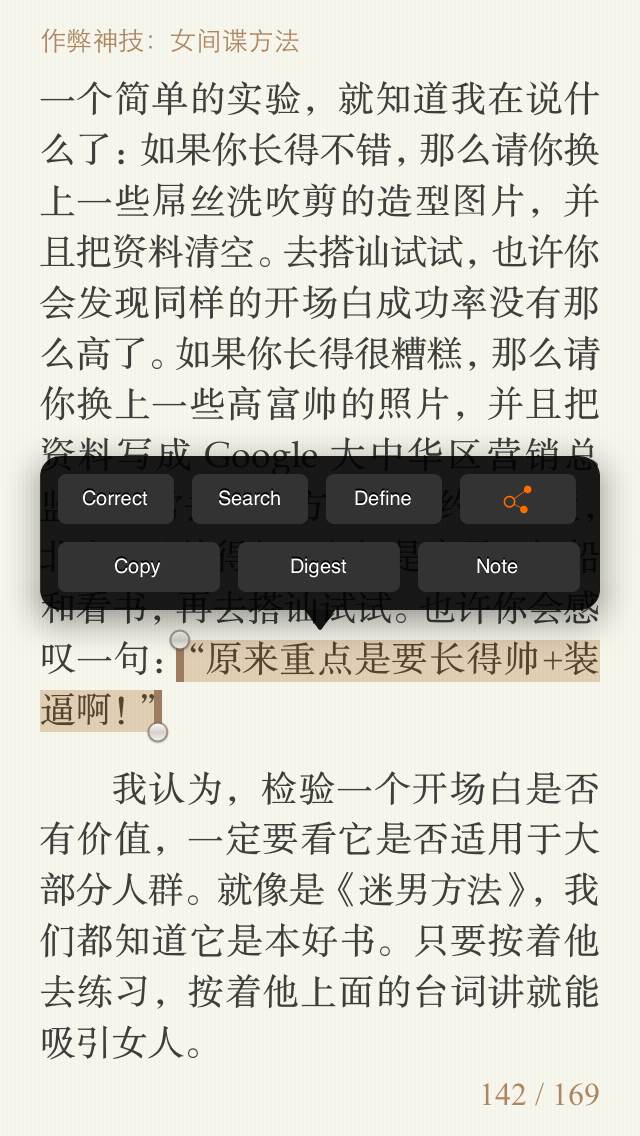 作弊神技：女间谍方法
一个简单的实验，就知道我在说什
么了：如果你长得不错，那么请你换
上一些屌丝洗吹剪的造型图片，并
且把资料清空。去搭讪试试，也许你
会发现同样的开场白成功率没有那
么高了。如果你长得很糟糕，那么请
你换上一些高富帅的照片，并且把
资料写成 Google 大中华区营销总
Correct Search Define
Copy Digest Note
和看书，再去搭讪试试。也许你会感
叹一句：“原来重点是要长得帅+装
逼啊！”
我认为，检验一个开场白是否
有价值，一定要看它是否适用于大
部分人群。就像是《迷男方法》，我
们都知道它是本好书。只要按着他
去练习，按着他上面的台词讲就能
吸引女人。
142 / 169